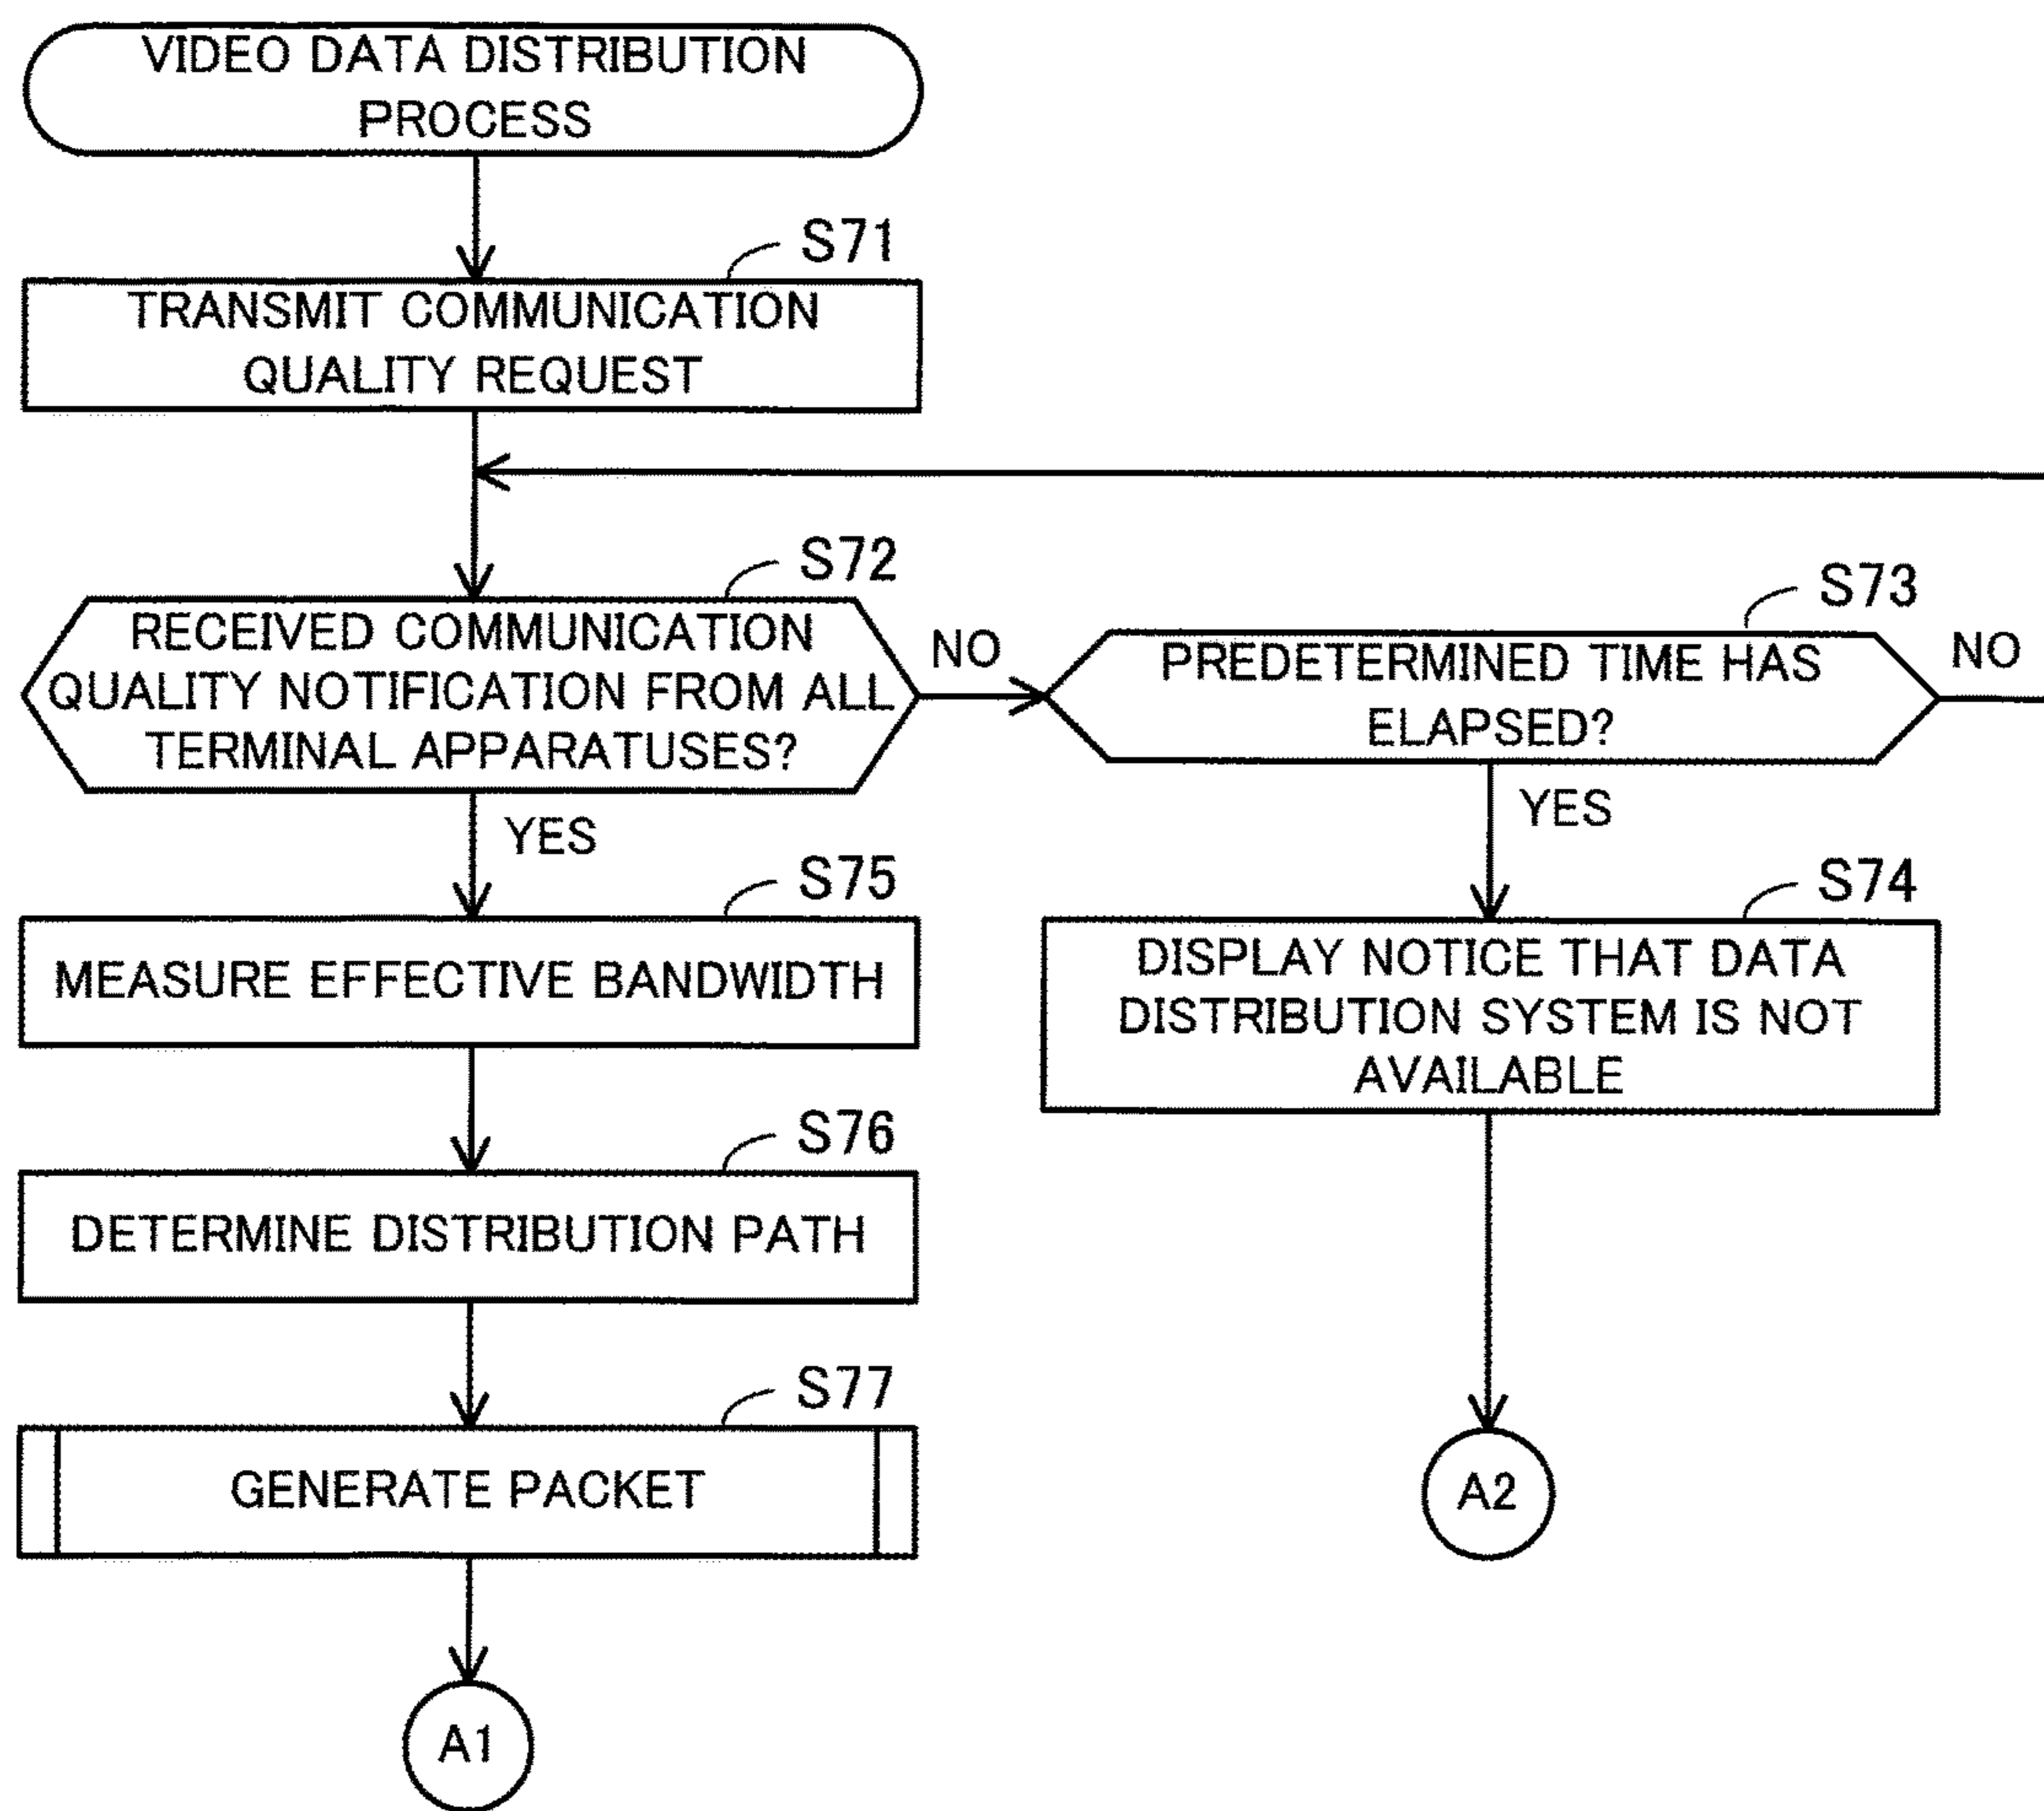 VIDEO DATA DISTRIBUTION
PROCESS
S71
TRANSMIT COMMUNICATION
QUALITY REQUEST
S72
RECEIVED COMMUNICATION
QUALITY NOTIFICATION FROM ALL
TERMINAL APPARATUSES?
NO
S73
PREDETERMINED TIME HAS
ELAPSED?
NO
YES
YES
S75
MEASURE EFFECTIVE BANDWIDTH
S74
DISPLAY NOTICE THAT DATA
DISTRIBUTION SYSTEM IS NOT
AVAILABLE
S76
DETERMINE DISTRIBUTION PATH
S77
GENERATE PACKET
A2
A1